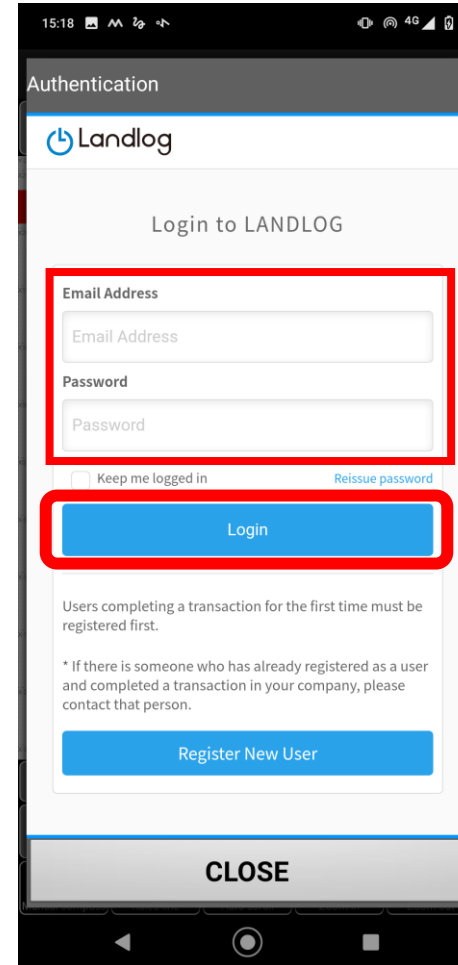 15:18
4G
Authentication
Landlog
Login to LANDLOG
Email Address
Email Address
Password
Password
Keep me logged in
Reissue password
Login
Users completing a transaction for the first time must be
registered first.
* If there is someone who has already registered as a user
and completed a transaction in your company, please
contact that person.
Register New User
CLOSE